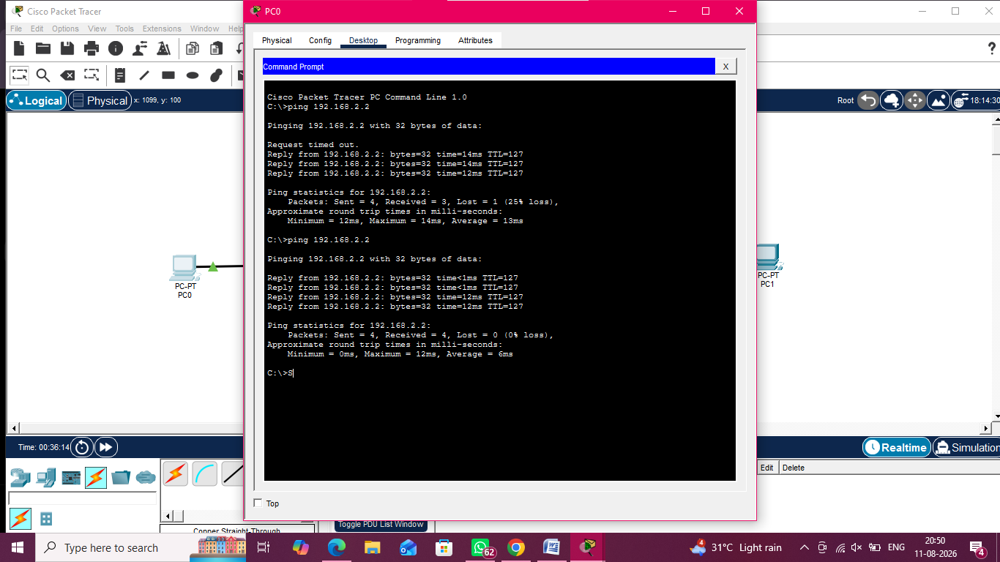 Cisco Packet Tracer
File Edit Options View Tools Extensions Window Help
Logical
Physical
x: 1099, y: 100
Root
18:14:30
PC0
Physical Config Desktop Programming Attributes
Command Prompt
X
Cisco Packet Tracer PC Command Line 1.0
C:\>ping 192.168.2.2
Pinging 192.168.2.2 with 32 bytes of data:
Request timed out.
Reply from 192.168.2.2: bytes=32 time=14ms TTL=127
Reply from 192.168.2.2: bytes=32 time=14ms TTL=127
Reply from 192.168.2.2: bytes=32 time=12ms TTL=127
Ping statistics for 192.168.2.2:
Packets: Sent = 4, Received = 3, Lost = 1 (25% loss),
Approximate round trip times in milli-seconds:
Minimum = 12ms, Maximum = 14ms, Average = 13ms
C:\>ping 192.168.2.2
Pinging 192.168.2.2 with 32 bytes of data:
Reply from 192.168.2.2: bytes=32 time<1ms TTL=127
Reply from 192.168.2.2: bytes=32 time<1ms TTL=127
Reply from 192.168.2.2: bytes=32 time=12ms TTL=127
Reply from 192.168.2.2: bytes=32 time=12ms TTL=127
Ping statistics for 192.168.2.2:
Packets: Sent = 4, Received = 4, Lost = 0 (0% loss),
Approximate round trip times in milli-seconds:
Minimum = 0ms, Maximum = 12ms, Average = 6ms
C:\>S
Top
PC-PT
PC0
PC-PT
PC1
Time: 00:36:14
Realtime
Simulation
Edit Delete
Copper Straight-Through
Toggle PDU List Window
Type here to search
62
31°C Light rain
ENG
20:50
11-08-2026
4
4